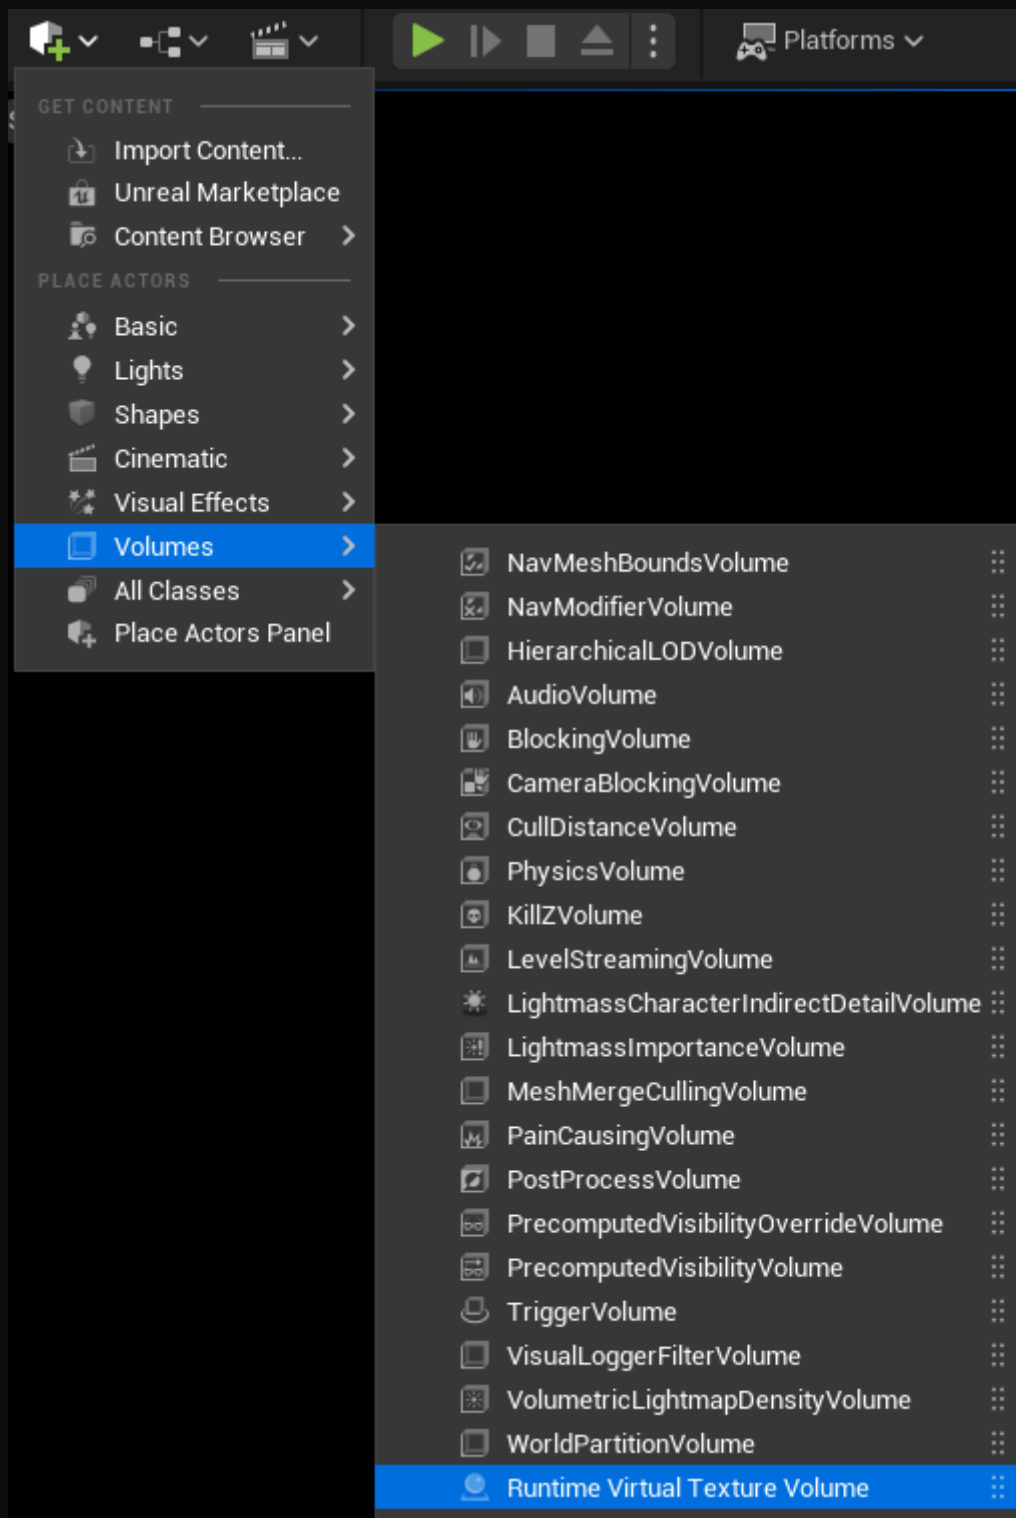 Platforms
GET CONTENT
Import Content...
Unreal Marketplace
Content Browser
PLACE ACTORS
Basic
Lights
Shapes
Cinematic
Visual Effects
Volumes
All Classes
Place Actors Panel
NavMeshBoundsVolume
NavModifierVolume
HierarchicalLODVolume
AudioVolume
BlockingVolume
CameraBlockingVolume
CullDistanceVolume
PhysicsVolume
KillZVolume
LevelStreamingVolume
LightmassCharacterIndirectDetailVolume
LightmassImportanceVolume
MeshMergeCullingVolume
PainCausingVolume
PostProcessVolume
PrecomputedVisibilityOverrideVolume
PrecomputedVisibilityVolume
TriggerVolume
VisualLoggerFilterVolume
VolumetricLightmapDensityVolume
WorldPartitionVolume
Runtime Virtual Texture Volume